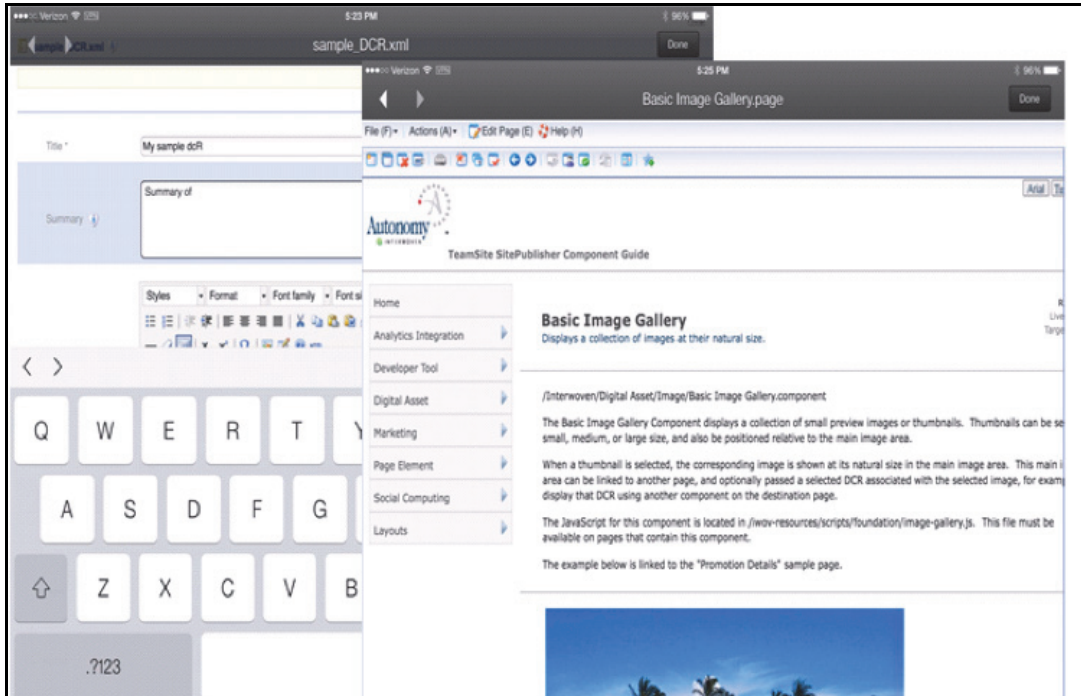 Verizon
5:23 PM
96%
sample_DCR.xml
Done
Title *
My sample dcR
Summary
Summary of
Styles
Format
Font family
Q W E R T
A S D F G
Z X C V B
.?123
Verizon
5:25 PM
96%
Basic Image Gallery.page
Done
File (F) Actions (A) Edit Page (E) Help (H)
Arial
Autonomy
INTERWOVEN
TeamSite SitePublisher Component Guide
Home
Analytics Integration
Developer Tool
Digital Asset
Marketing
Page Element
Social Computing
Layouts
Basic Image Gallery
Displays a collection of images at their natural size.
Live
/Interwoven/Digital Asset/Image/Basic Image Gallery.component
The Basic Image Gallery Component displays a collection of small preview images or thumbnails. Thumbnails can be se
small, medium, or large size, and also be positioned relative to the main image area.
When a thumbnail is selected, the corresponding image is shown at its natural size in the main image area. This main i
area can be linked to another page, and optionally passed a selected DCR associated with the selected image, for exam
display that DCR using another component on the destination page.
The JavaScript for this component is located in /iwov-resources/scripts/foundation/image-gallery.js. This file must be
available on pages that contain this component.
The example below is linked to the "Promotion Details" sample page.